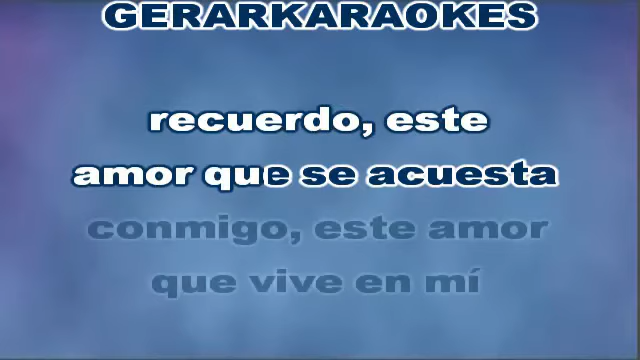 GERARKARAOKES
recuerdo, este
amor que se acuesta
conmigo, este amor
que vive en mí